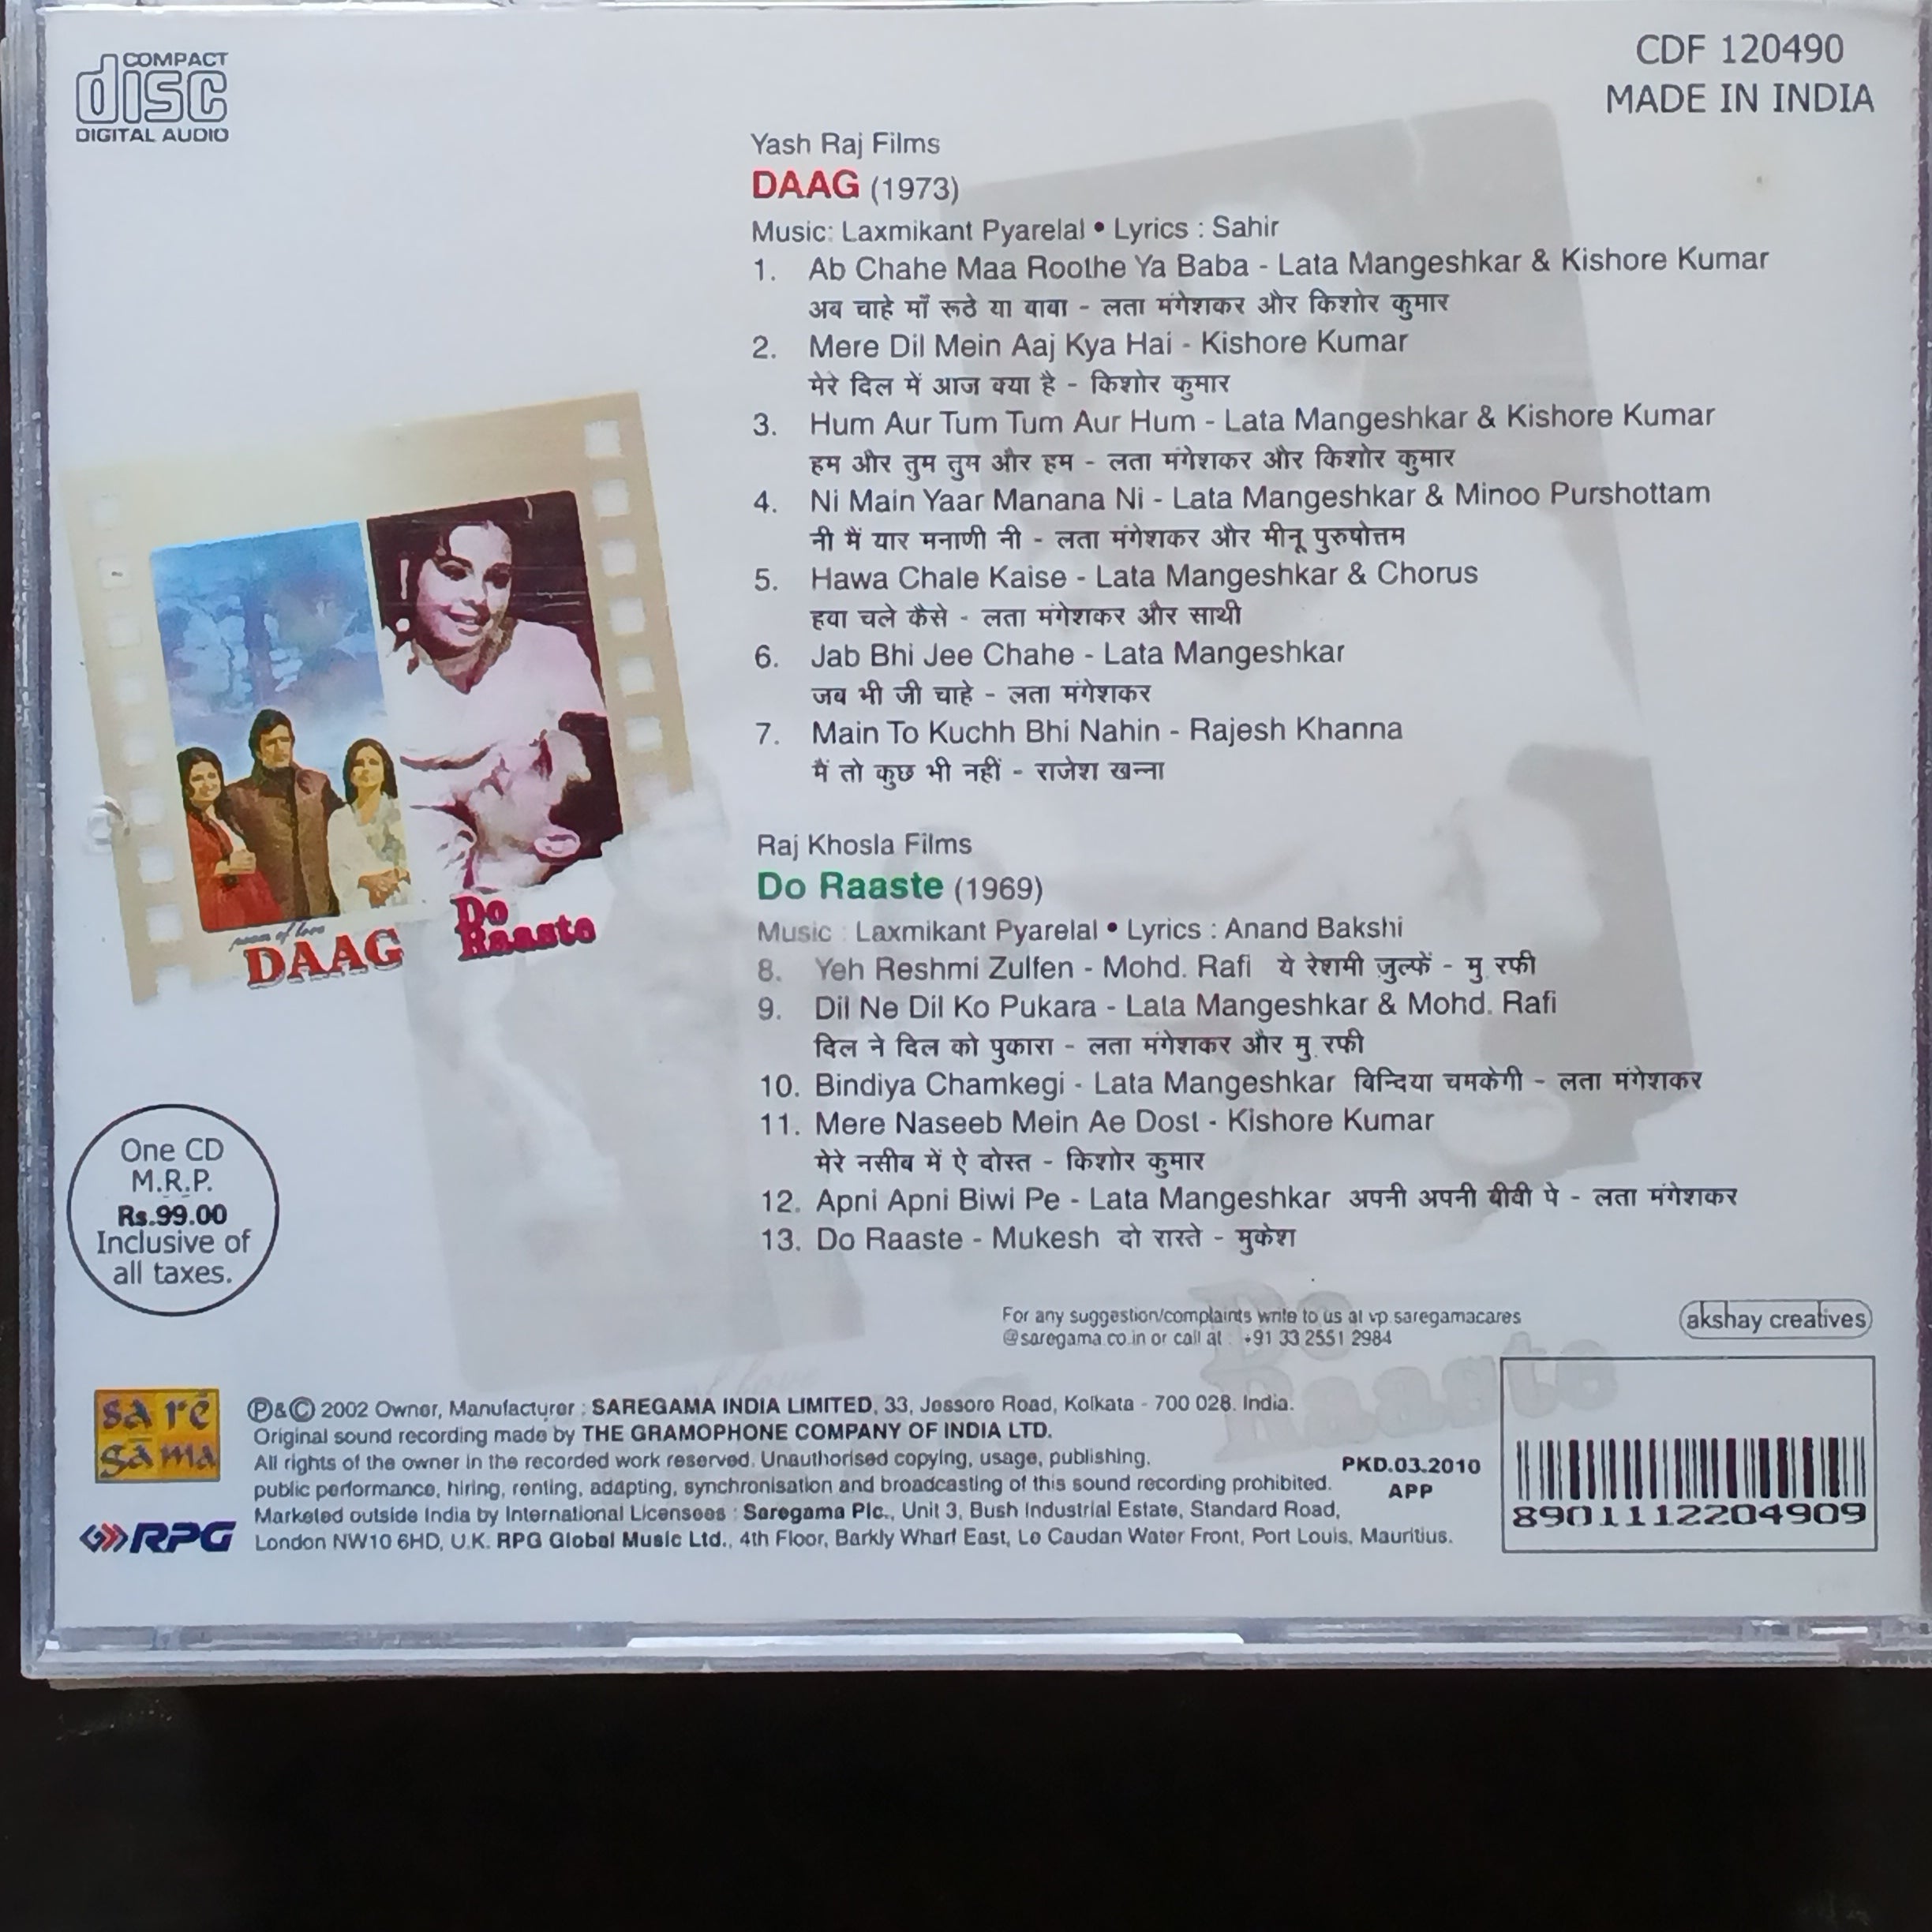 COMPACT
disc
DIGITAL AUDIO
CDF 120490
MADE IN INDIA
Yash Raj Films
DAAG (1973)
Music: Laxmikant Pyarelal • Lyrics : Sahir
1. Ab Chahe Maa Roothe Ya Baba - Lata Mangeshkar & Kishore Kumar
अब चाहे माँ रूठे या बाबा - लता मंगेशकर और किशोर कुमार
2. Mere Dil Mein Aaj Kya Hai - Kishore Kumar
मेरे दिल में आज क्या है - किशोर कुमार
3. Hum Aur Tum Tum Aur Hum - Lata Mangeshkar & Kishore Kumar
हम और तुम तुम और हम - लता मंगेशकर और किशोर कुमार
4. Ni Main Yaar Manana Ni - Lata Mangeshkar & Minoo Purshottam
नी मैं यार मनाणी नी - लता मंगेशकर और मीनू पुरुषोत्तम
5. Hawa Chale Kaise - Lata Mangeshkar & Chorus
हवा चले कैसे - लता मंगेशकर और साथी
6. Jab Bhi Jee Chahe - Lata Mangeshkar
जब भी जी चाहे - लता मंगेशकर
7. Main To Kuchh Bhi Nahin - Rajesh Khanna
मैं तो कुछ भी नहीं - राजेश खन्ना
Raj Khosla Films
Do Raaste (1969)
Music : Laxmikant Pyarelal • Lyrics : Anand Bakshi
8. Yeh Reshmi Zulfen - Mohd. Rafi ये रेशमी ज़ुल्फें - मु. रफी
9. Dil Ne Dil Ko Pukara - Lata Mangeshkar & Mohd. Rafi
दिल ने दिल को पुकारा - लता मंगेशकर और मु. रफी
10. Bindiya Chamkegi - Lata Mangeshkar बिन्दिया चमकेगी - लता मंगेशकर
11. Mere Naseeb Mein Ae Dost - Kishore Kumar
मेरे नसीब में ऐ दोस्त - किशोर कुमार
12. Apni Apni Biwi Pe - Lata Mangeshkar अपनी अपनी बीवी पे - लता मंगेशकर
13. Do Raaste - Mukesh दो रास्ते - मुकेश
poem of love
DAAG
Do
Raaste
One CD
M.R.P.
Rs.99.00
Inclusive of
all taxes.
For any suggestion/complaints write to us at vp.saregamacares
@saregama.co.in or call at : +91 33 2551 2984
akshay creatives
sa rē
ga ma
RPG
Ⓟ&© 2002 Owner, Manufacturer : SAREGAMA INDIA LIMITED, 33, Jessore Road, Kolkata - 700 028. India.
Original sound recording made by THE GRAMOPHONE COMPANY OF INDIA LTD.
All rights of the owner in the recorded work reserved. Unauthorised copying, usage, publishing,
public performance, hiring, renting, adapting, synchronisation and broadcasting of this sound recording prohibited.
Marketed outside India by International Licensees : Saregama Plc., Unit 3, Bush Industrial Estate, Standard Road,
London NW10 6HD, U.K. RPG Global Music Ltd., 4th Floor, Barkly Wharf East, Le Caudan Water Front, Port Louis, Mauritius.
PKD.03.2010
APP
8901112204909
Do
Raaste